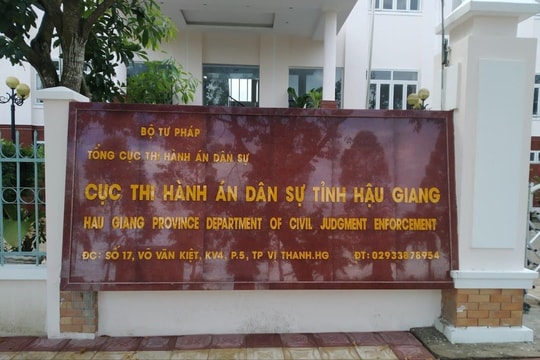 BỘ TƯ PHÁP
TỔNG CỤC THI HÀNH ÁN DÂN SỰ
CỤC THI HÀNH ÁN DÂN SỰ TỈNH HẬU GIANG
HAU GIANG PROVINCE DEPARTMENT OF CIVIL JUDGMENT ENFORCEMENT
ĐC: SỐ 17, VÕ VĂN KIỆT, KV4, P.5, TP VỊ THANH.HG ĐT: 02933878954